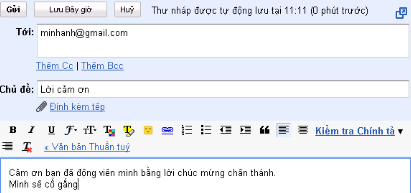 Gửi Lưu Bây giờ Huỷ Thư nháp được tự động lưu tại 11:11 (0 phút trước)
Tới: minhanh@gmail.com
Thêm Cc | Thêm Bcc
Chủ đề: Lời cảm ơn
Đính kèm tệp
B I U F T T T Kiểm tra Chính tả
« Văn bản Thuần tuý
Cảm ơn bạn đã động viên mình bằng lời chúc mừng chân thành.
Mình sẽ cố gắng